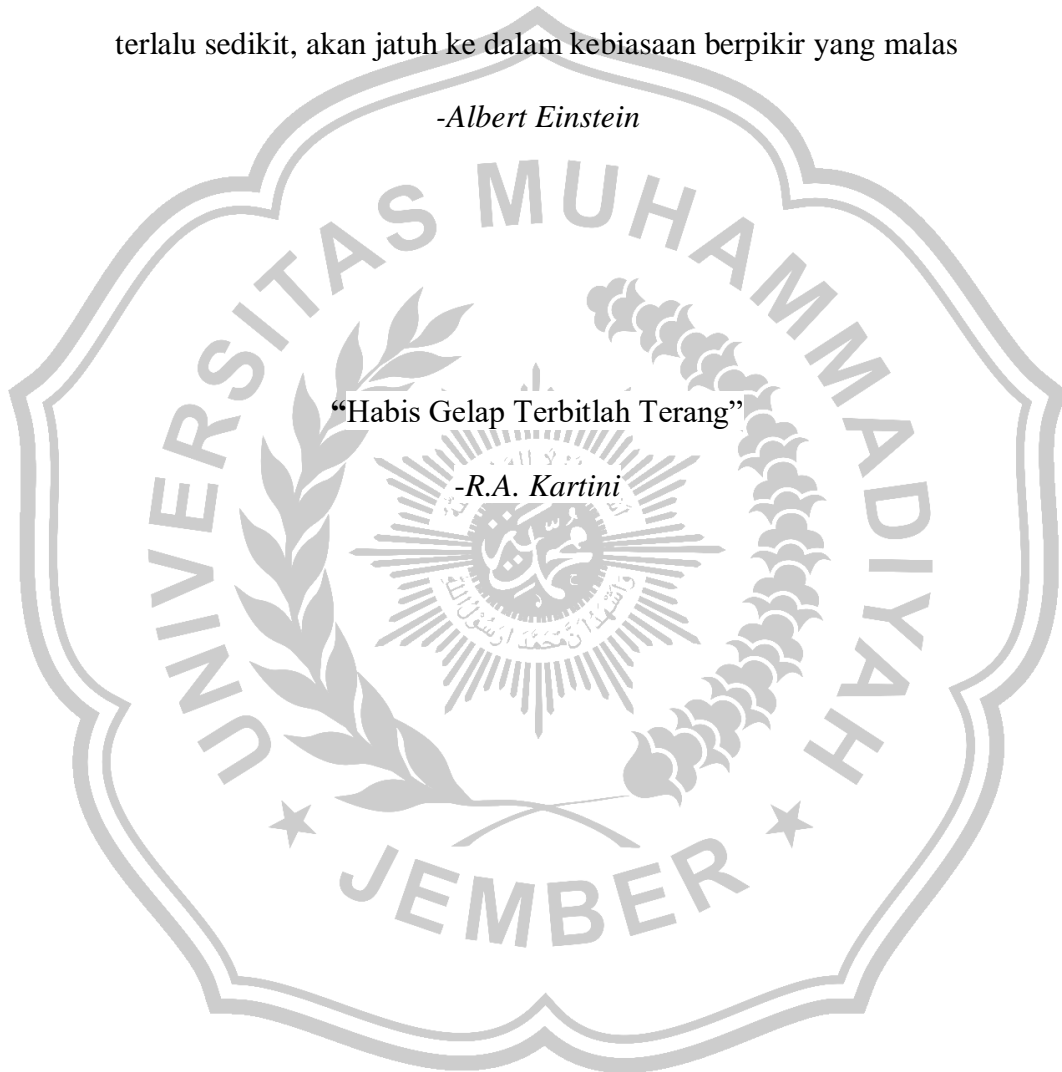 terlalu sedikit, akan jatuh ke dalam kebiasaan berpikir yang malas
-Albert Einstein
UNIVERSITAS MUHAMMADIYAH
“Habis Gelap Terbitlah Terang”
-R.A. Kartini
JEMBER